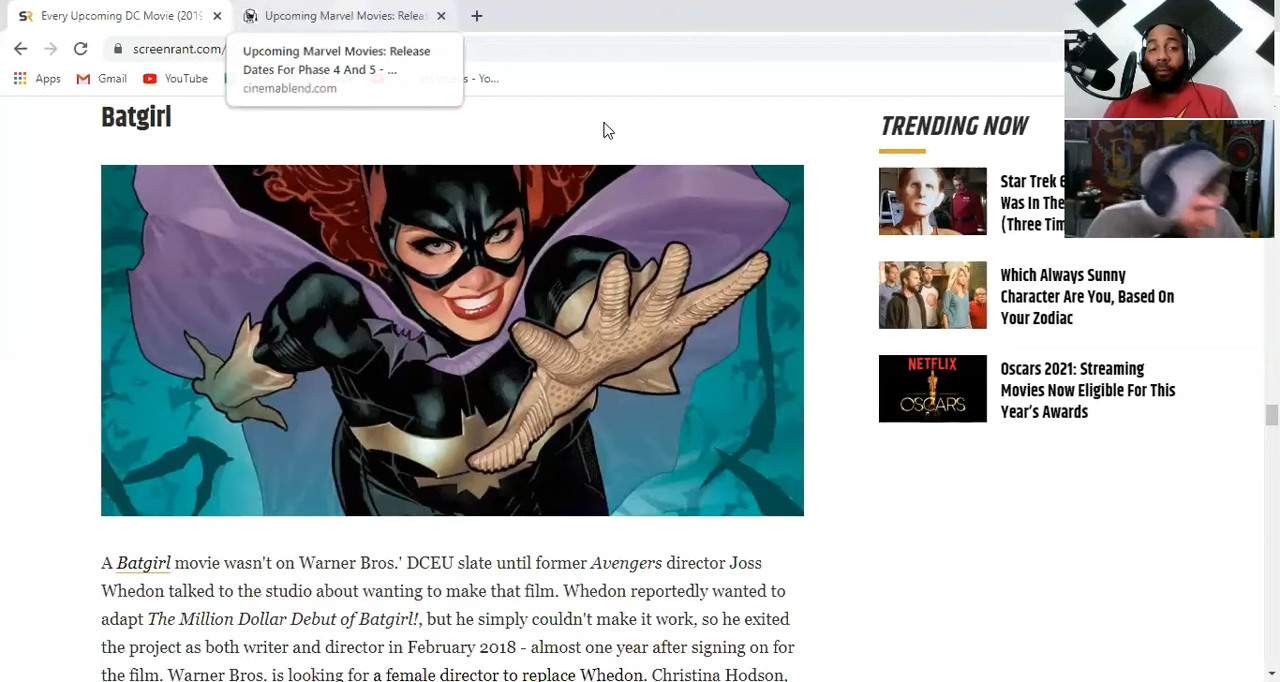 Every Upcoming DC Movie (2019
Upcoming Marvel Movies: Relea
screenrant.com/
Upcoming Marvel Movies: Release
Dates For Phase 4 And 5 - ...
cinemablend.com
Apps
Gmail
YouTube
- Yo...
Batgirl
TRENDING NOW
Star Trek
Was In The
(Three Tim
Which Always Sunny
Character Are You, Based On
Your Zodiac
NETFLIX
OSCARS
Oscars 2021: Streaming
Movies Now Eligible For This
Year's Awards
A Batgirl movie wasn't on Warner Bros.' DCEU slate until former Avengers director Joss
Whedon talked to the studio about wanting to make that film. Whedon reportedly wanted to
adapt The Million Dollar Debut of Batgirl!, but he simply couldn't make it work, so he exited
the project as both writer and director in February 2018 - almost one year after signing on for
the film. Warner Bros. is looking for a female director to replace Whedon. Christina Hodson,